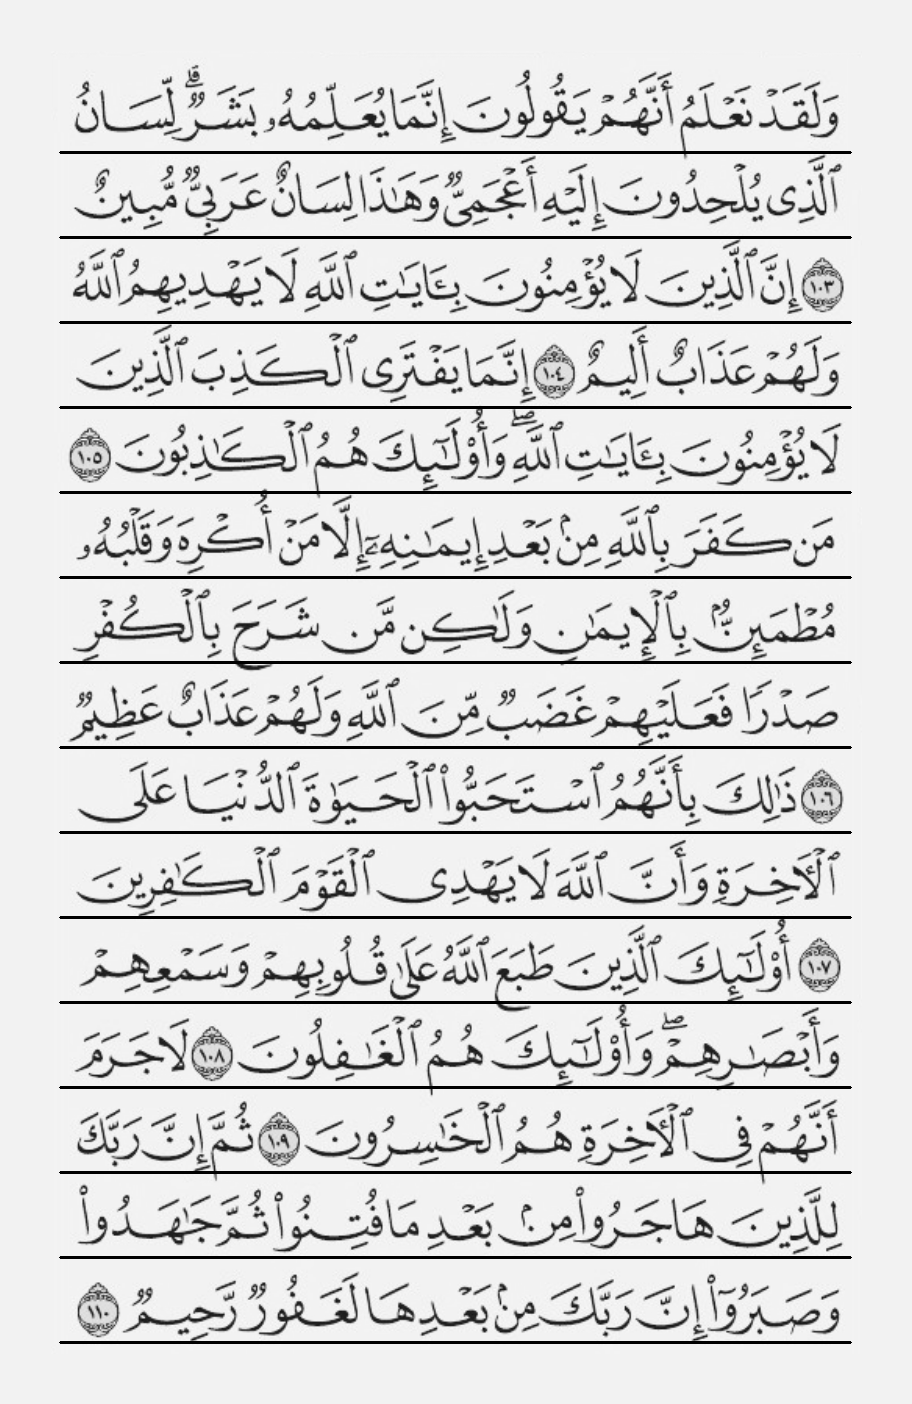 وَلَقَدْ نَعْلَمُ أَنَّهُمْ يَقُولُونَ إِنَّمَا يُعَلِّمُهُۥ بَشَرٌۗ لِّسَانُ
ٱلَّذِى يُلْحِدُونَ إِلَيْهِ أَعْجَمِىٌّ وَهَٰذَا لِسَانٌ عَرَبِىٌّ مُّبِينٌ
١٠٣ إِنَّ ٱلَّذِينَ لَا يُؤْمِنُونَ بِـَٔايَٰتِ ٱللَّهِ لَا يَهْدِيهِمُ ٱللَّهُ
وَلَهُمْ عَذَابٌ أَلِيمٌ ١٠٤ إِنَّمَا يَفْتَرِى ٱلْكَذِبَ ٱلَّذِينَ
لَا يُؤْمِنُونَ بِـَٔايَٰتِ ٱللَّهِۖ وَأُو۟لَٰٓئِكَ هُمُ ٱلْكَٰذِبُونَ ١٠٥
مَن كَفَرَ بِٱللَّهِ مِنۢ بَعْدِ إِيمَٰنِهِۦٓ إِلَّا مَنْ أُكْرِهَ وَقَلْبُهُۥ
مُطْمَئِنٌّۢ بِٱلْإِيمَٰنِ وَلَٰكِن مَّن شَرَحَ بِٱلْكُفْرِ
صَدْرًا فَعَلَيْهِمْ غَضَبٌ مِّنَ ٱللَّهِ وَلَهُمْ عَذَابٌ عَظِيمٌ
١٠٦ ذَٰلِكَ بِأَنَّهُمُ ٱسْتَحَبُّوا۟ ٱلْحَيَوٰةَ ٱلدُّنْيَا عَلَى
ٱلْـَٔاخِرَةِ وَأَنَّ ٱللَّهَ لَا يَهْدِى ٱلْقَوْمَ ٱلْكَٰفِرِينَ
١٠٧ أُو۟لَٰٓئِكَ ٱلَّذِينَ طَبَعَ ٱللَّهُ عَلَىٰ قُلُوبِهِمْ وَسَمْعِهِمْ
وَأَبْصَٰرِهِمْۖ وَأُو۟لَٰٓئِكَ هُمُ ٱلْغَٰفِلُونَ ١٠٨ لَا جَرَمَ
أَنَّهُمْ فِى ٱلْـَٔاخِرَةِ هُمُ ٱلْخَٰسِرُونَ ١٠٩ ثُمَّ إِنَّ رَبَّكَ
لِلَّذِينَ هَاجَرُوا۟ مِنۢ بَعْدِ مَا فُتِنُوا۟ ثُمَّ جَٰهَدُوا۟
وَصَبَرُوٓا۟ إِنَّ رَبَّكَ مِنۢ بَعْدِهَا لَغَفُورٌ رَّحِيمٌ ١١٠